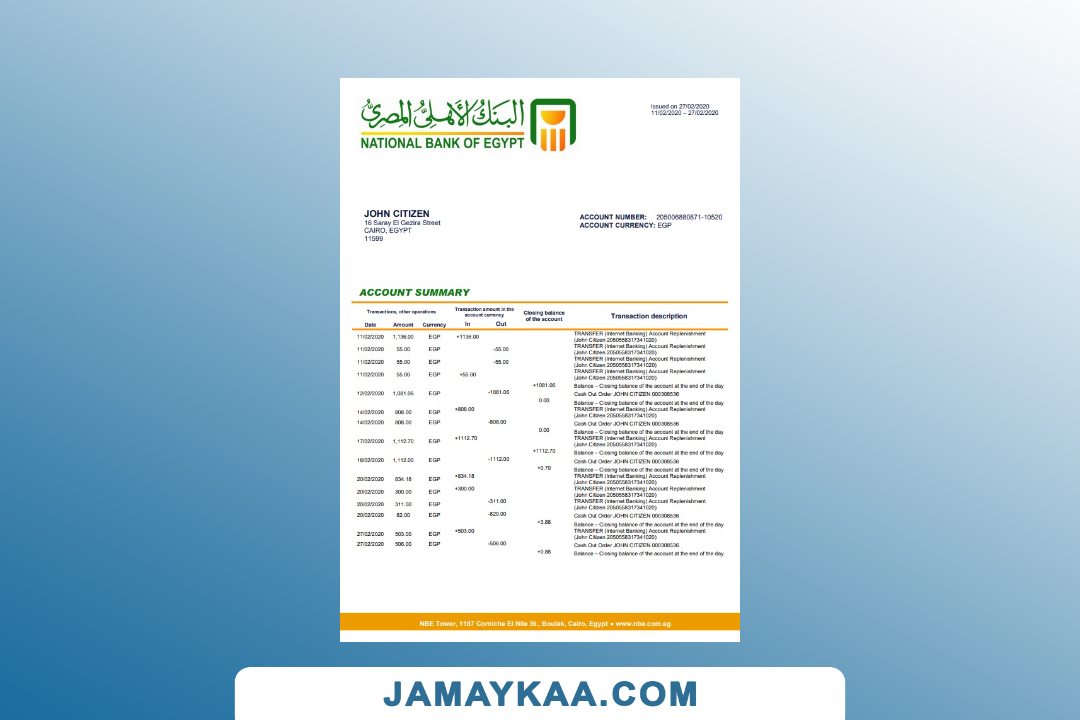 البنك الأهلي المصري
NATIONAL BANK OF EGYPT
Issued on 27/02/2020
11/02/2020 – 27/02/2020
JOHN CITIZEN
16 Saray El Gezira Street
CAIRO, EGYPT
11599
ACCOUNT NUMBER: 205006880871-10520
ACCOUNT CURRENCY: EGP
ACCOUNT SUMMARY
Transactions, other operations
Transaction amount in the
account currency
Closing balance
of the account
Transaction description
Date Amount Currency In Out
11/02/2020 1,136.00 EGP +1136.00 TRANSFER (Internet Banking) Account Replenishment
(John Citizen 2050558317341020)
11/02/2020 55.00 EGP -55.00 TRANSFER (Internet Banking) Account Replenishment
(John Citizen 2050558317341020)
11/02/2020 55.00 EGP -55.00 TRANSFER (Internet Banking) Account Replenishment
(John Citizen 2050558317341020)
11/02/2020 55.00 EGP +55.00 TRANSFER (Internet Banking) Account Replenishment
(John Citizen 2050558317341020)
+1081.06 Balance – Closing balance of the account at the end of the day
12/02/2020 1,081.06 EGP -1081.06 Cash Out Order JOHN CITIZEN 000308536
0.00 Balance – Closing balance of the account at the end of the day
14/02/2020 808.00 EGP +808.00 TRANSFER (Internet Banking) Account Replenishment
(John Citizen 2050558317341020)
14/02/2020 808.00 EGP -808.00 Cash Out Order JOHN CITIZEN 000308536
0.00 Balance – Closing balance of the account at the end of the day
17/02/2020 1,112.70 EGP +1112.70 TRANSFER (Internet Banking) Account Replenishment
(John Citizen 2050558317341020)
+1112.70 Balance – Closing balance of the account at the end of the day
18/02/2020 1,112.00 EGP -1112.00 Cash Out Order JOHN CITIZEN 000308536
+0.70 Balance – Closing balance of the account at the end of the day
20/02/2020 834.18 EGP +834.18 TRANSFER (Internet Banking) Account Replenishment
(John Citizen 2050558317341020)
20/02/2020 300.00 EGP +300.00 TRANSFER (Internet Banking) Account Replenishment
(John Citizen 2050558317341020)
20/02/2020 311.00 EGP -311.00 TRANSFER (Internet Banking) Account Replenishment
(John Citizen 2050558317341020)
20/02/2020 82.00 EGP -820.00 Cash Out Order JOHN CITIZEN 000308536
+3.88 Balance – Closing balance of the account at the end of the day
27/02/2020 503.00 EGP +503.00 TRANSFER (Internet Banking) Account Replenishment
(John Citizen 2050558317341020)
27/02/2020 506.00 EGP -506.00 Cash Out Order JOHN CITIZEN 000308536
+0.88 Balance – Closing balance of the account at the end of the day
NBE Tower, 1187 Corniche El Nile St., Boulak, Cairo, Egypt • www.nbe.com.eg
JAMAYKAA.COM